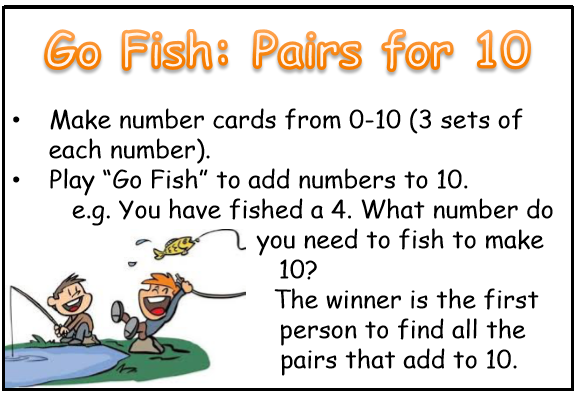 Go Fish: Pairs for 10
• Make number cards from 0-10 (3 sets of
each number).
• Play “Go Fish” to add numbers to 10.
e.g. You have fished a 4. What number do
you need to fish to make
10?
The winner is the first
person to find all the
pairs that add to 10.